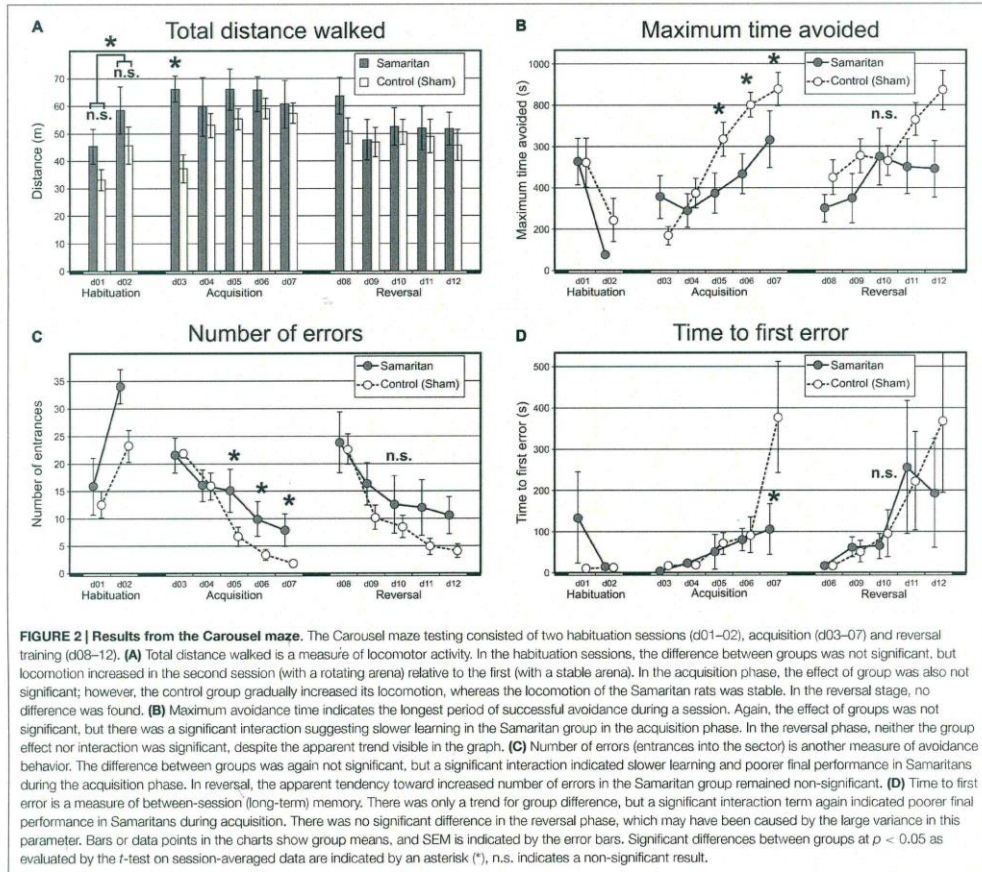 A Total distance walked
Samaritan
Control (Sham)
*
n.s.
n.s.
*
Distance (m)
70
60
50
40
30
20
10
0
d01 d02 d03 d04 d05 d06 d07 d08 d09 d10 d11 d12
Habituation Acquisition Reversal
B Maximum time avoided
Samaritan
Control (Sham)
* * *
n.s.
Maximum time avoided (s)
1000
800
300
400
200
0
d01 d02 d03 d04 d05 d06 d07 d08 d09 d10 d11 d12
Habituation Acquisition Reversal
C Number of errors
Samaritan
Control (Sham)
* * *
n.s.
Number of entrances
35
30
25
20
15
10
5
0
d01 d02 d03 d04 d05 d06 d07 d08 d09 d10 d11 d12
Habituation Acquisition Reversal
D Time to first error
Samaritan
Control (Sham)
*
n.s.
Time to first error (s)
500
400
300
200
100
0
d01 d02 d03 d04 d05 d06 d07 d08 d09 d10 d11 d12
Habituation Acquisition Reversal
FIGURE 2 | Results from the Carousel maze. The Carousel maze testing consisted of two habituation sessions (d01–02), acquisition (d03–07) and reversal
training (d08–12). (A) Total distance walked is a measure of locomotor activity. In the habituation sessions, the difference between groups was not significant, but
locomotion increased in the second session (with a rotating arena) relative to the first (with a stable arena). In the acquisition phase, the effect of group was also not
significant; however, the control group gradually increased its locomotion, whereas the locomotion of the Samaritan rats was stable. In the reversal stage, no
difference was found. (B) Maximum avoidance time indicates the longest period of successful avoidance during a session. Again, the effect of groups was not
significant, but there was a significant interaction suggesting slower learning in the Samaritan group in the acquisition phase. In the reversal phase, neither the group
effect nor interaction was significant, despite the apparent trend visible in the graph. (C) Number of errors (entrances into the sector) is another measure of avoidance
behavior. The difference between groups was again not significant, but a significant interaction indicated slower learning and poorer final performance in Samaritans
during the acquisition phase. In reversal, the apparent tendency toward increased number of errors in the Samaritan group remained non-significant. (D) Time to first
error is a measure of between-session (long-term) memory. There was only a trend for group difference, but a significant interaction term again indicated poorer final
performance in Samaritans during acquisition. There was no significant difference in the reversal phase, which may have been caused by the large variance in this
parameter. Bars or data points in the charts show group means, and SEM is indicated by the error bars. Significant differences between groups at p < 0.05 as
evaluated by the t-test on session-averaged data are indicated by an asterisk (*), n.s. indicates a non-significant result.